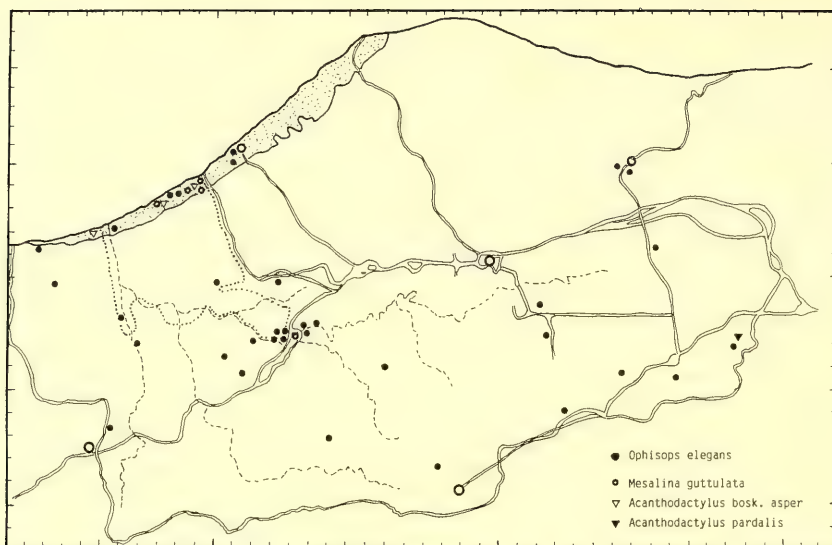 Ophisops elegans
Mesalina guttulata
Acanthodactylus bosk. asper
Acanthodactylus pardalis